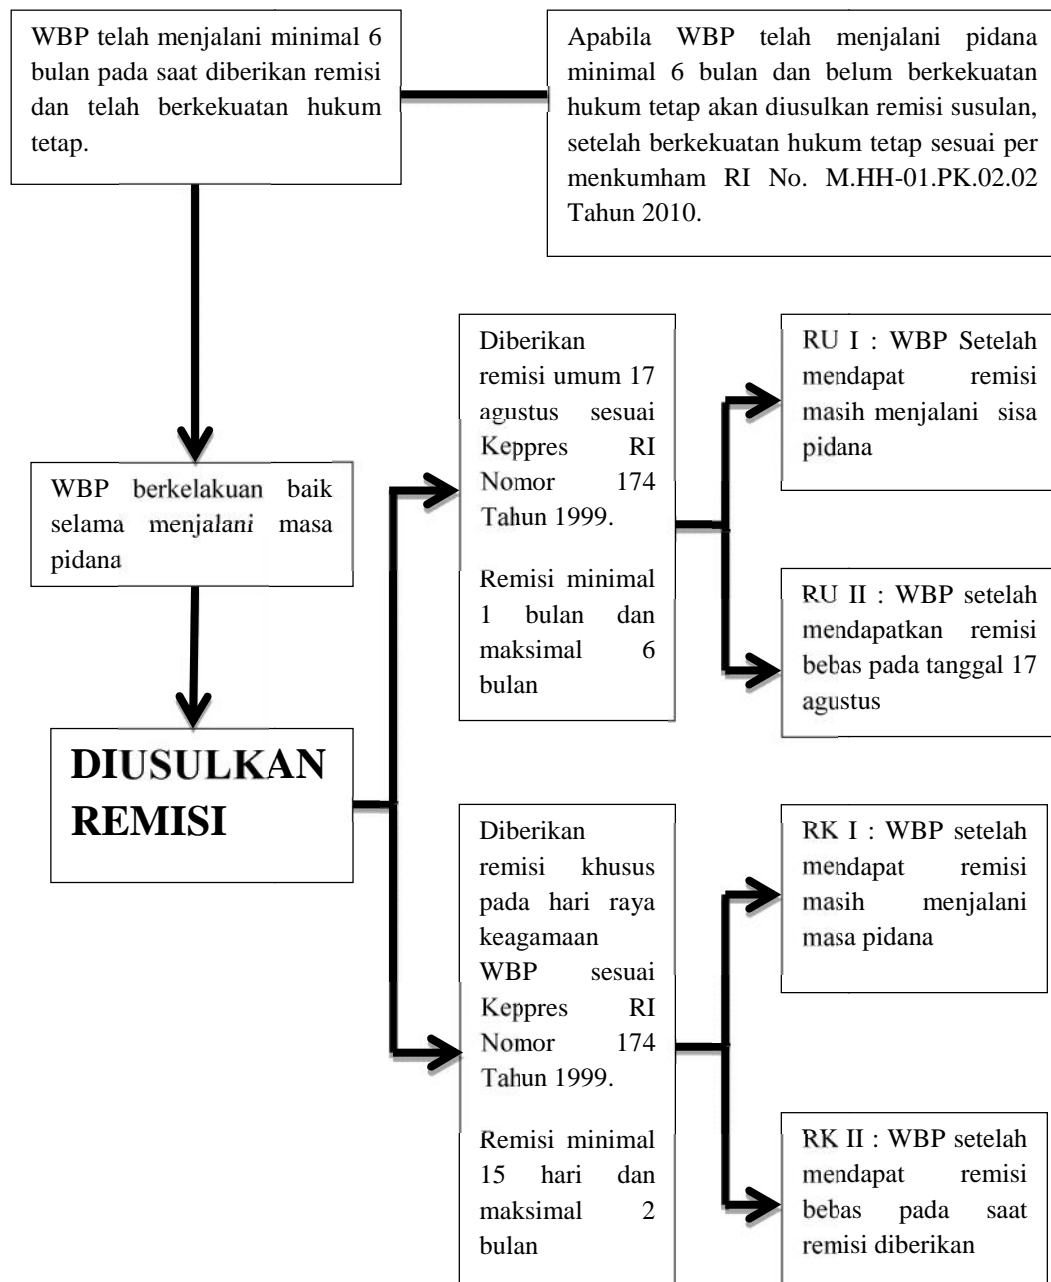 WBP telah menjalani minimal 6
bulan pada saat diberikan remisi
dan telah berkekuatan hukum
tetap.
Apabila WBP telah menjalani pidana
minimal 6 bulan dan belum berkekuatan
hukum tetap akan diusulkan remisi susulan,
setelah berkekuatan hukum tetap sesuai per
menkumham RI No. M.HH-01.PK.02.02
Tahun 2010.
WBP berkelakuan baik
selama menjalani masa
pidana
DIUSULKAN
REMISI
Diberikan
remisi umum 17
agustus sesuai
Keppres RI
Nomor 174
Tahun 1999.
Remisi minimal
1 bulan dan
maksimal 6
bulan
RU I : WBP Setelah
mendapat remisi
masih menjalani sisa
pidana
RU II : WBP setelah
mendapatkan remisi
bebas pada tanggal 17
agustus
Diberikan
remisi khusus
pada hari raya
keagamaan
WBP sesuai
Keppres RI
Nomor 174
Tahun 1999.
Remisi minimal
15 hari dan
maksimal 2
bulan
RK I : WBP setelah
mendapat remisi
masih menjalani
masa pidana
RK II : WBP setelah
mendapat remisi
bebas pada saat
remisi diberikan